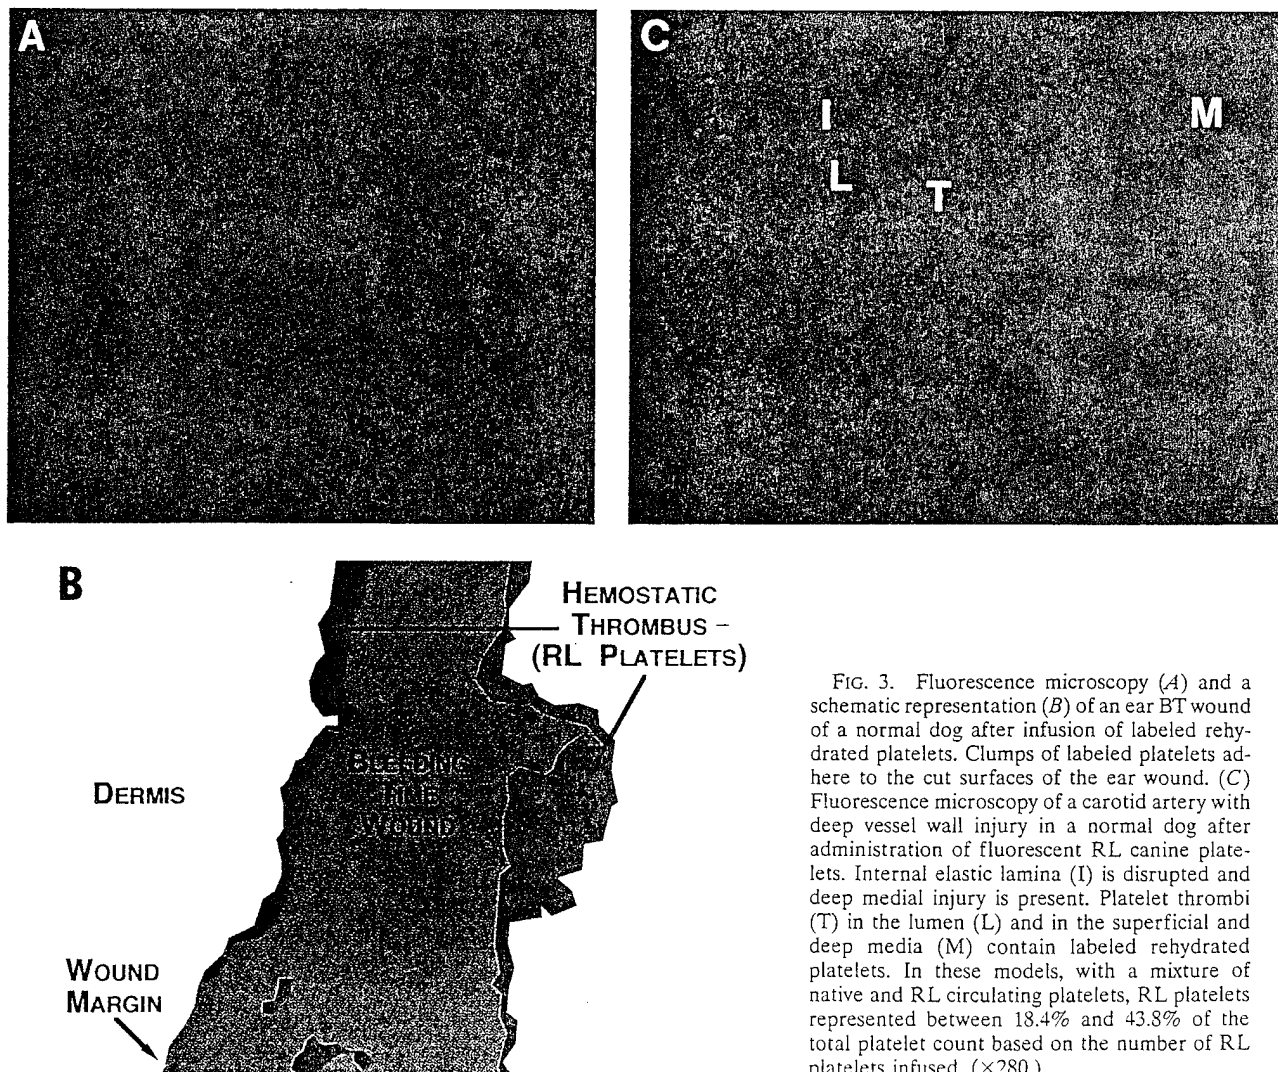 A
C
I
M
L
T
B
HEMOSTATIC
THROMBUS –
(RL PLATELETS)
BLEEDING
TIME
WOUND
DERMIS
WOUND
MARGIN
FIG. 3. Fluorescence microscopy (A) and a
schematic representation (B) of an ear BT wound
of a normal dog after infusion of labeled rehy-
drated platelets. Clumps of labeled platelets ad-
here to the cut surfaces of the ear wound. (C)
Fluorescence microscopy of a carotid artery with
deep vessel wall injury in a normal dog after
administration of fluorescent RL canine plate-
lets. Internal elastic lamina (I) is disrupted and
deep medial injury is present. Platelet thrombi
(T) in the lumen (L) and in the superficial and
deep media (M) contain labeled rehydrated
platelets. In these models, with a mixture of
native and RL circulating platelets, RL platelets
represented between 18.4% and 43.8% of the
total platelet count based on the number of RL
platelets infused. (×280.)